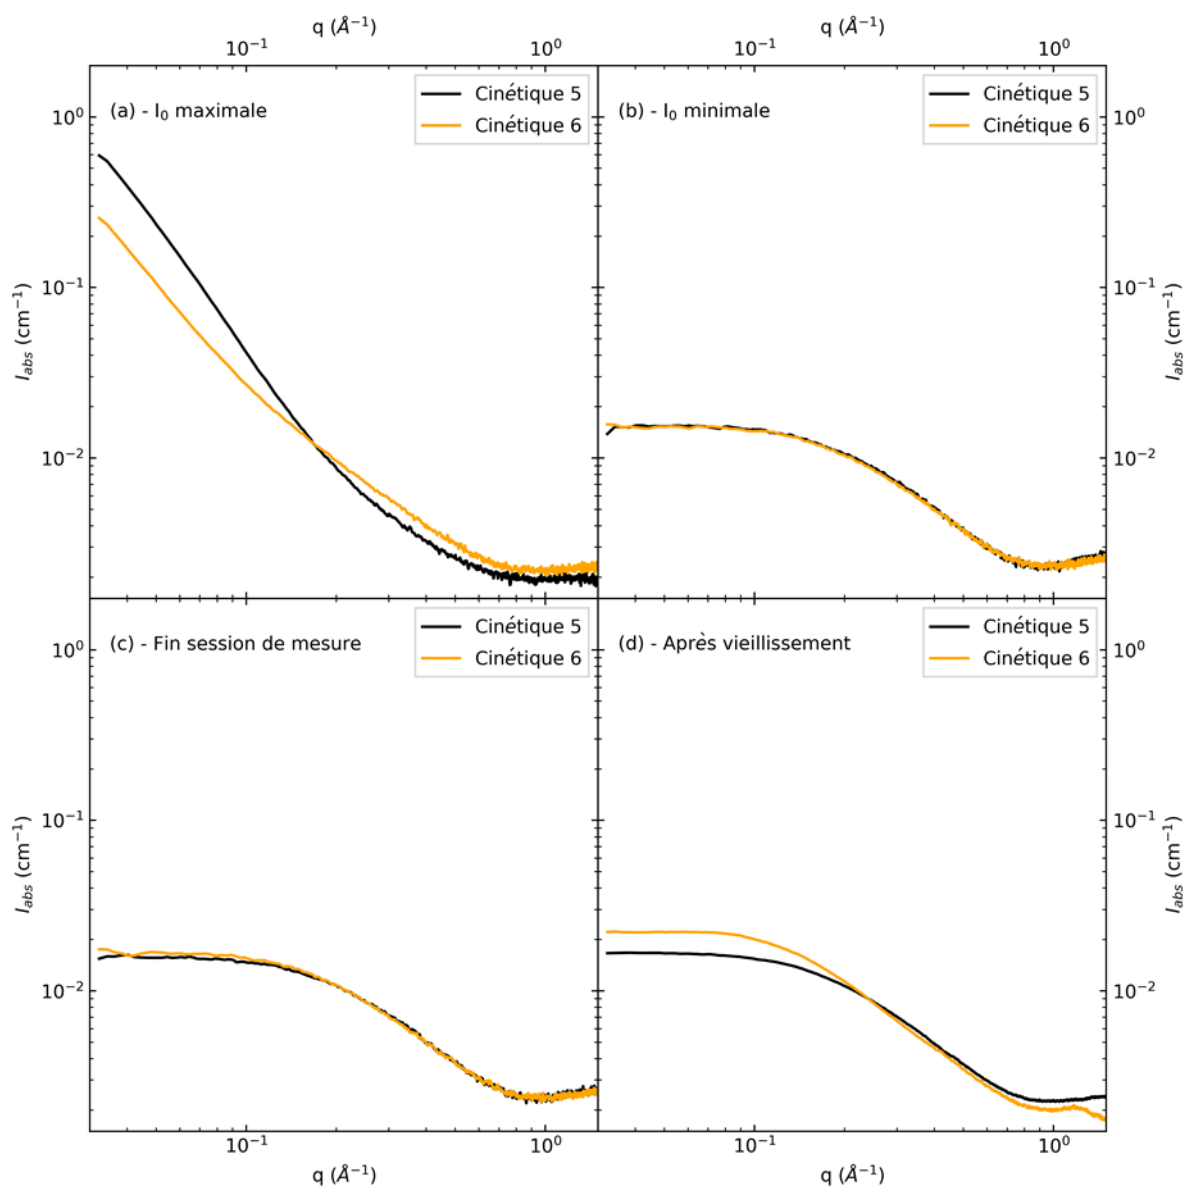 q (Å⁻¹) q (Å⁻¹)
10⁻¹ 10⁰ 10⁻¹ 10⁰
(a) - I₀ maximale
Cinétique 5
Cinétique 6
(b) - I₀ minimale
Cinétique 5
Cinétique 6
10⁰ 10⁰
10⁻¹ 10⁻¹
10⁻² 10⁻²
I_abs (cm⁻¹) I_abs (cm⁻¹)
(c) - Fin session de mesure
Cinétique 5
Cinétique 6
(d) - Après vieillissement
Cinétique 5
Cinétique 6
10⁰ 10⁰
10⁻¹ 10⁻¹
10⁻² 10⁻²
I_abs (cm⁻¹) I_abs (cm⁻¹)
10⁻¹ 10⁰ 10⁻¹ 10⁰
q (Å⁻¹) q (Å⁻¹)